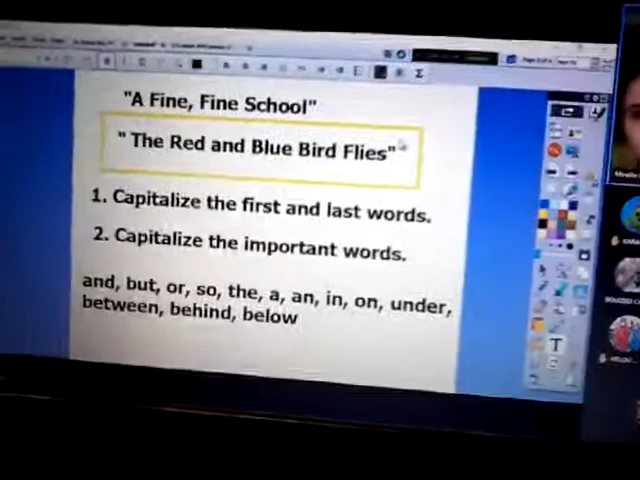 "A Fine, Fine School"
" The Red and Blue Bird Flies"
1. Capitalize the first and last words.
2. Capitalize the important words.
and, but, or, so, the, a, an, in, on, under,
between, behind, below
T